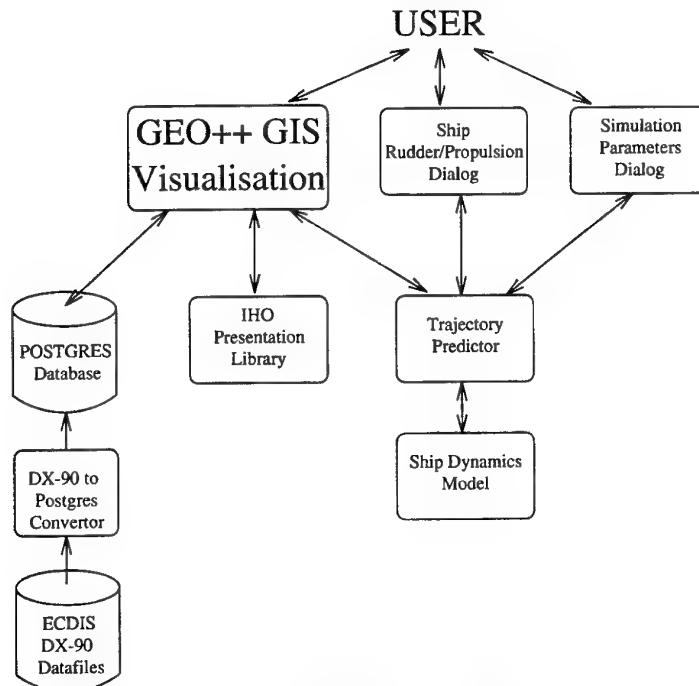 USER
GEO++ GIS
Visualisation
Ship
Rudder/Propulsion
Dialog
Simulation
Parameters
Dialog
POSTGRES
Database
IHO
Presentation
Library
Trajectory
Predictor
DX-90 to
Postgres
Convertor
Ship Dynamics
Model
ECDIS
DX-90
Datafiles